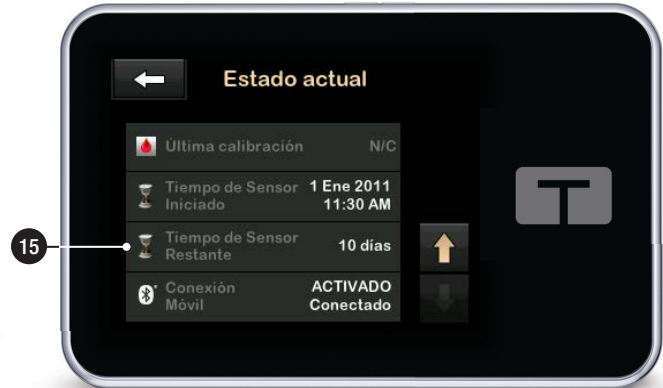 Estado actual
Última calibración N/C
Tiempo de Sensor 1 Ene 2011
Iniciado 11:30 AM
15
Tiempo de Sensor
Restante 10 días
Conexión ACTIVADO
Móvil Conectado